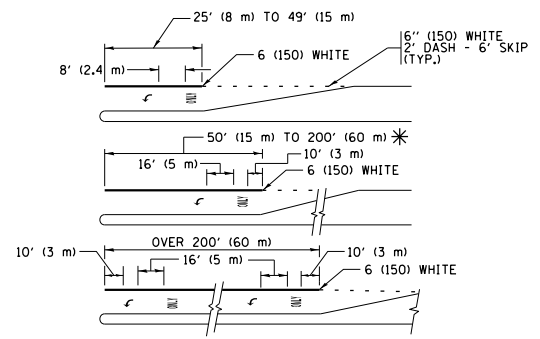 25' (8 m) TO 49' (15 m)
6" (150) WHITE
2' DASH - 6' SKIP
(TYP.)
6 (150) WHITE
8' (2.4 m)
ONLY
50' (15 m) TO 200' (60 m) *
16' (5 m)
10' (3 m)
6 (150) WHITE
ONLY
OVER 200' (60 m)
10' (3 m)
16' (5 m)
10' (3 m)
6 (150) WHITE
ONLY
ONLY